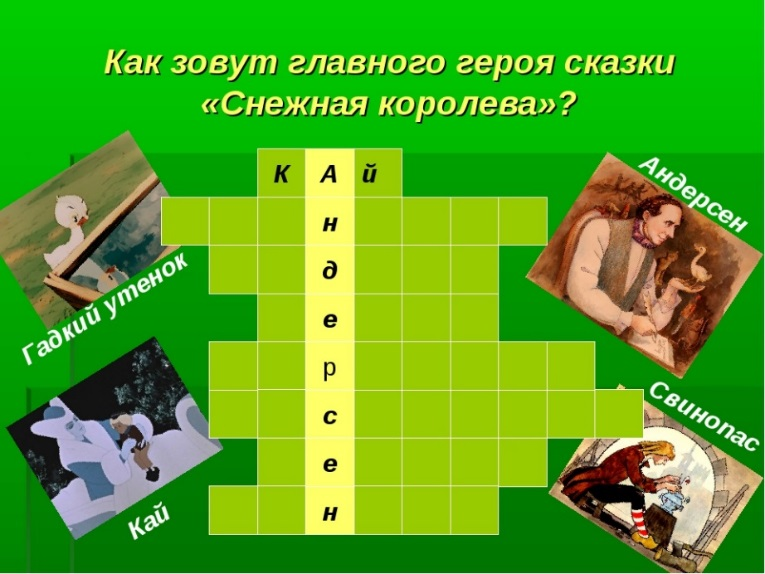 Как зовут главного героя сказки
«Снежная королева»?
К А й
н
д
е
р
с
е
н
Андерсен
Гадкий утенок
Свинопас
Кай